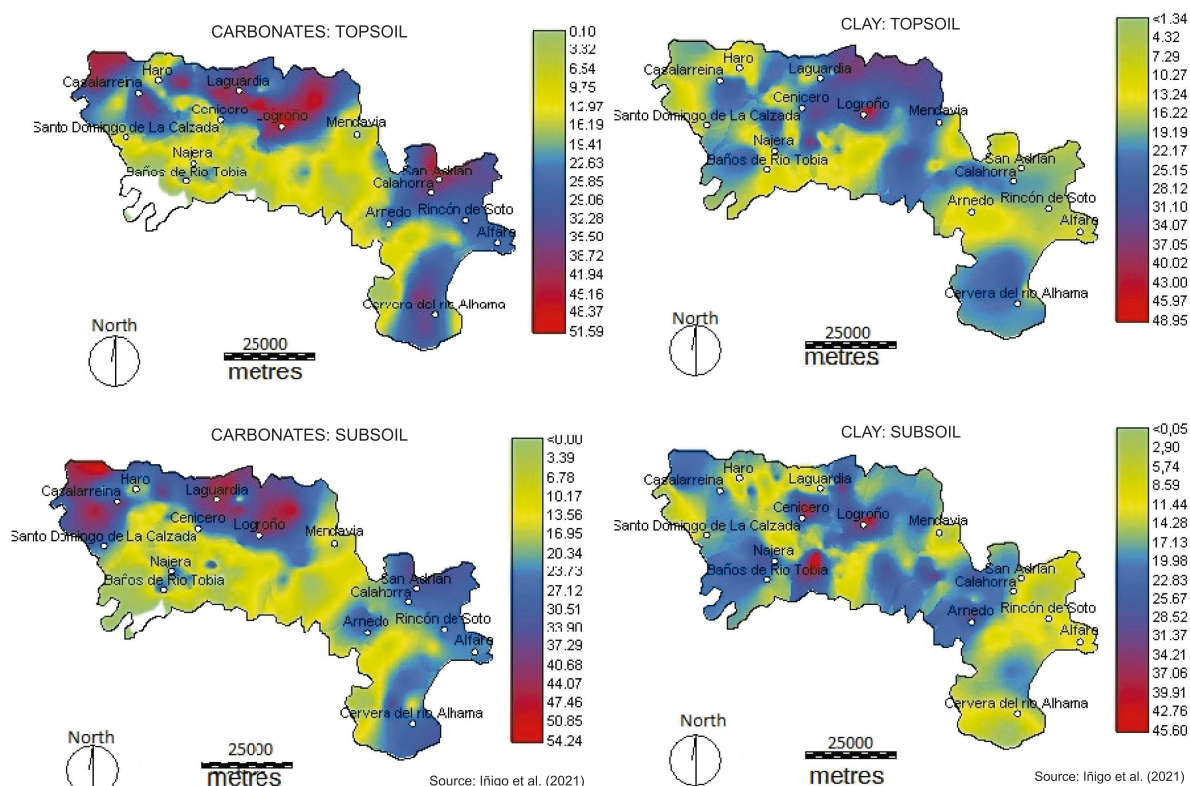 CARBONATES: TOPSOIL
Casalarreina
Haro
Laguardia
Cenicero
Logroño
Mendavia
Santo Domingo de La Calzada
Najera
Baños de Rio Tobia
San Adrian
Calahorra
Arnedo
Rincón de Soto
Alfaro
Cervera del rio Alhama
North
25000
metres
0.10
3.32
6.54
9.75
12.97
16.19
15.41
22.63
25.85
29.06
32.28
35.50
38.72
41.94
45.16
48.37
51.59
CLAY: TOPSOIL
Haro
Casalarreina
Laguardia
Cenicero
Logroño
Mendavia
Santo Domingo de La Calzada
Najera
Baños de Rio Tobia
San Adrian
Calahorra
Arnedo
Rincón de Soto
Alfaro
Cervera del rio Alhama
North
25000
metres
<1.34
4.32
7.29
10.27
13.24
16.22
19.19
22.17
25.15
28.12
31.10
34.07
37.05
40.02
43.00
45.97
48.95
CARBONATES: SUBSOIL
Haro
Casalarreina
Laguardia
Cenicero
Logroño
Mendavia
Santo Domingo de La Calzada
Najera
Baños de Rio Tobia
San Adrian
Calahorra
Arnedo
Rincón de Soto
Alfaro
Cervera del rio Alhama
North
25000
<0.00
3.39
6.78
10.17
13.56
16.95
20.34
23.73
27.12
30.51
33.90
37.29
40.68
44.07
47.46
50.85
54.24
Source: Iñigo et al. (2021)
CLAY: SUBSOIL
Haro
Casalarreina
Laguardia
Cenicero
Logroño
Mendavia
Santo Domingo de La Calzada
Najera
Baños de Rio Tobia
San Adrian
Calahorra
Arnedo
Rincón de Soto
Alfaro
Cervera del rio Alhama
North
25000
metres
<0,05
2,90
5,74
8.59
11.44
14.28
17.13
19.98
22.83
25.67
28.52
31.37
34.21
37.06
39.91
42.76
45.60
Source: Iñigo et al. (2021)